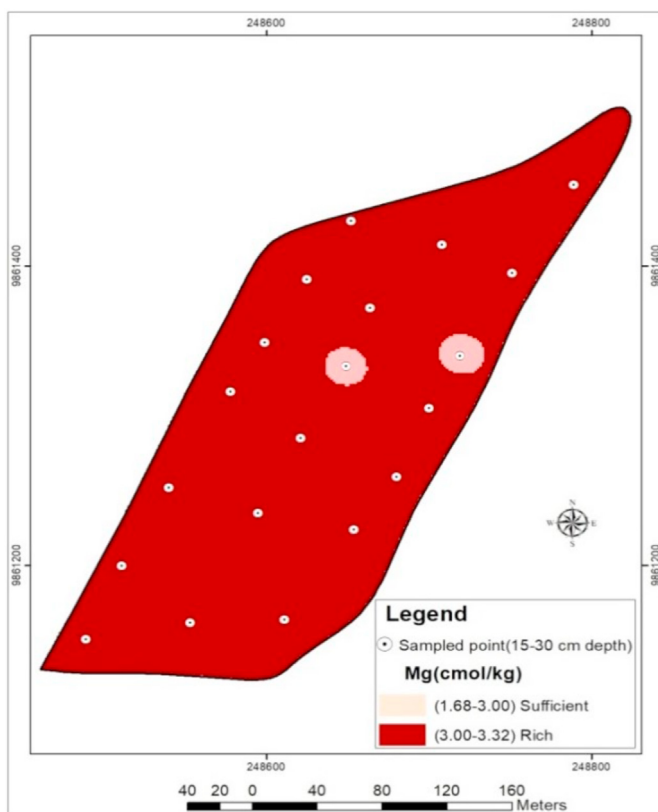 248600 248800
9861400 9861400
N
W E
S
9861200 9861200
Legend
Sampled point(15-30 cm depth)
Mg(cmol/kg)
(1.68-3.00) Sufficient
(3.00-3.32) Rich
248600 248800
40 20 0 40 80 120 160
Meters